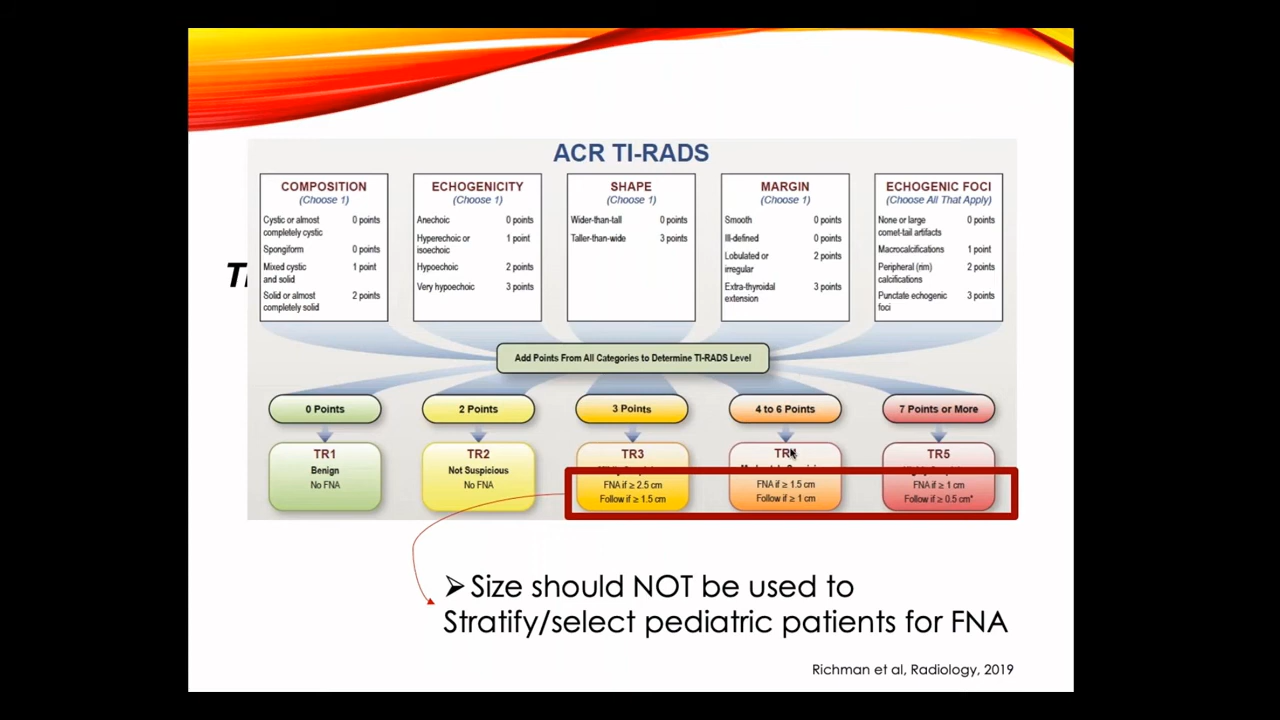 ACR TI-RADS
COMPOSITION
(Choose 1)
Cystic or almost completely cystic 0 points
Spongiform 0 points
Mixed cystic and solid 1 point
Solid or almost completely solid 2 points
ECHOGENICITY
(Choose 1)
Anechoic 0 points
Hyperechoic or isoechoic 1 point
Hypoechoic 2 points
Very hypoechoic 3 points
SHAPE
(Choose 1)
Wider-than-tall 0 points
Taller-than-wide 3 points
MARGIN
(Choose 1)
Smooth 0 points
Ill-defined 0 points
Lobulated or irregular 2 points
Extra-thyroidal extension 3 points
ECHOGENIC FOCI
(Choose All That Apply)
None or large comet-tail artifacts 0 points
Macrocalcifications 1 point
Peripheral (rim) calcifications 2 points
Punctate echogenic foci 3 points
Add Points From All Categories to Determine TI-RADS Level
0 Points
2 Points
3 Points
4 to 6 Points
7 Points or More
TR1
Benign
No FNA
TR2
Not Suspicious
No FNA
TR3
FNA if ≥ 2.5 cm
Follow if ≥ 1.5 cm
FNA if ≥ 1.5 cm
Follow if ≥ 1 cm
TR5
FNA if ≥ 1 cm
Follow if ≥ 0.5 cm*
➢ Size should NOT be used to
Stratify/select pediatric patients for FNA
Richman et al, Radiology, 2019